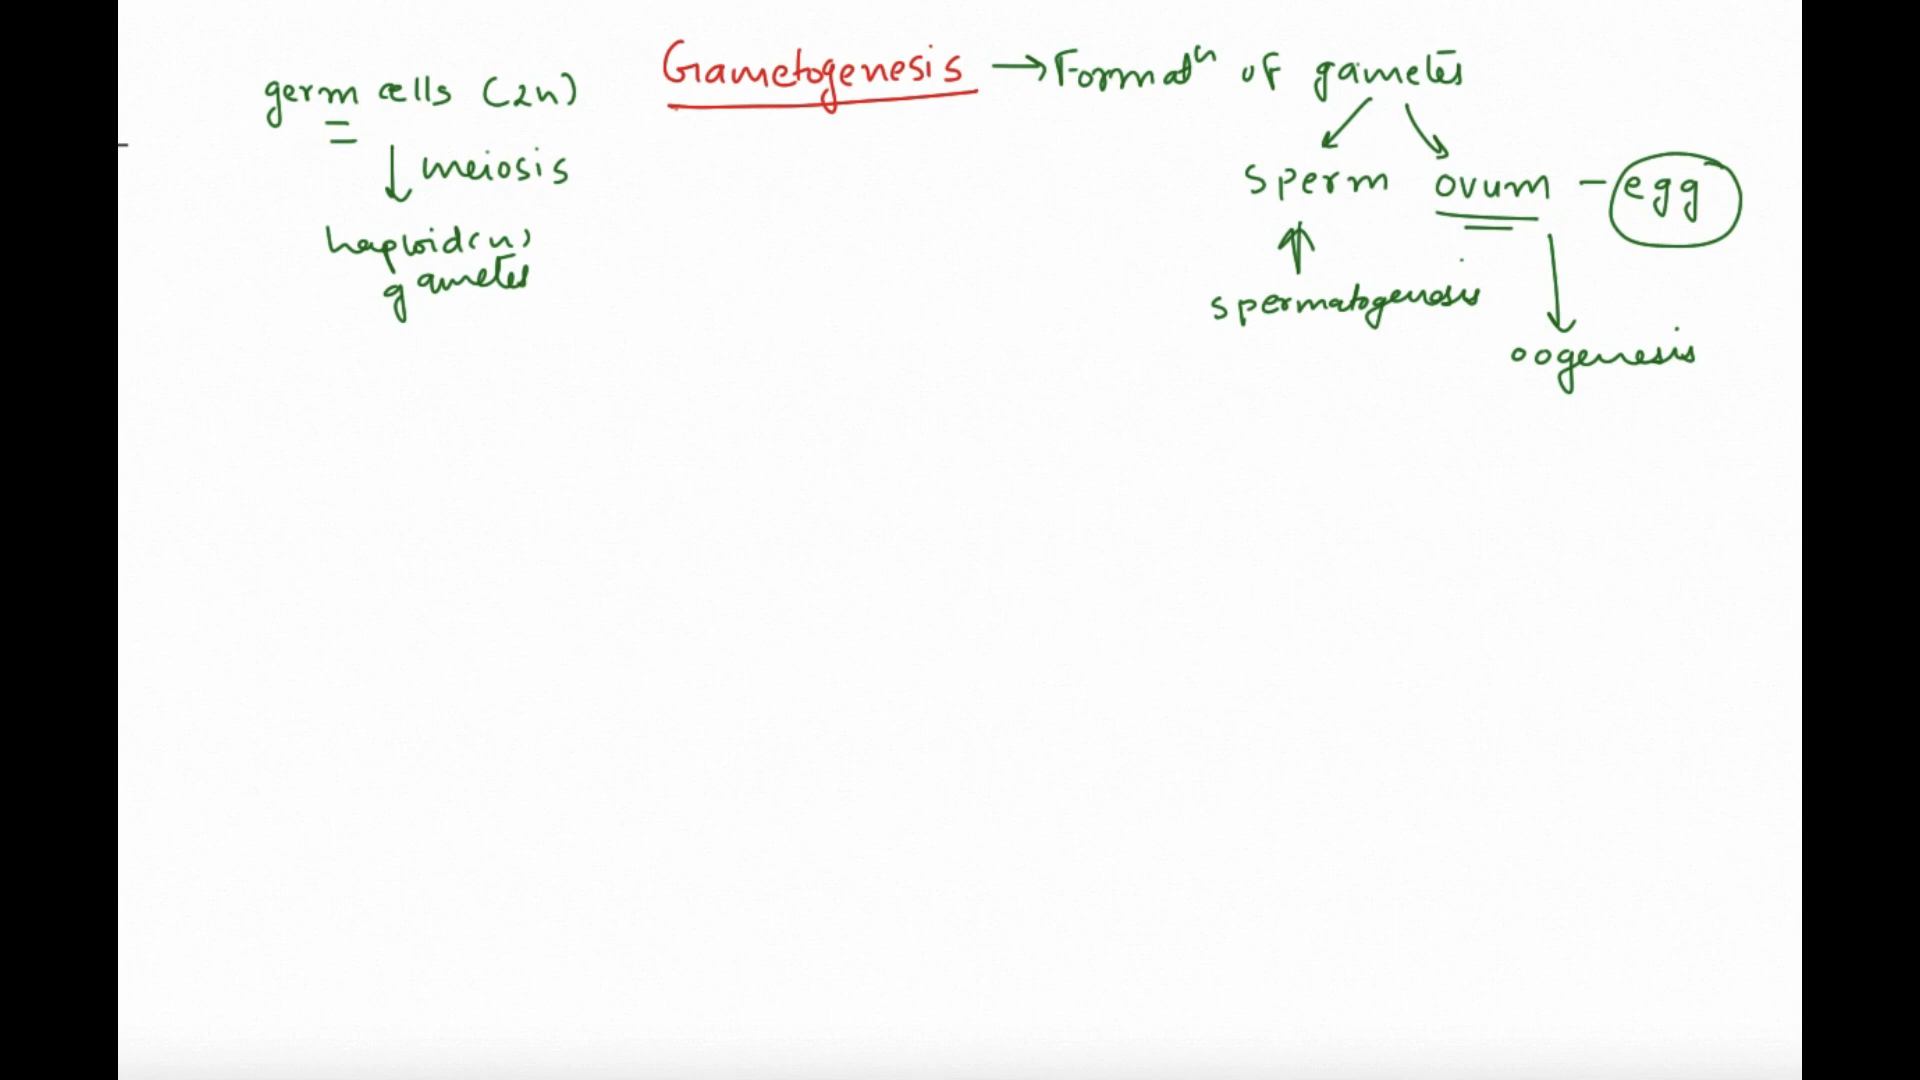 Gametogenesis → Formatⁿ of gametes
germ cells (2n)
↓ meiosis
haploid(n)
gametes
sperm ovum - egg
spermatogenesis
oogenesis